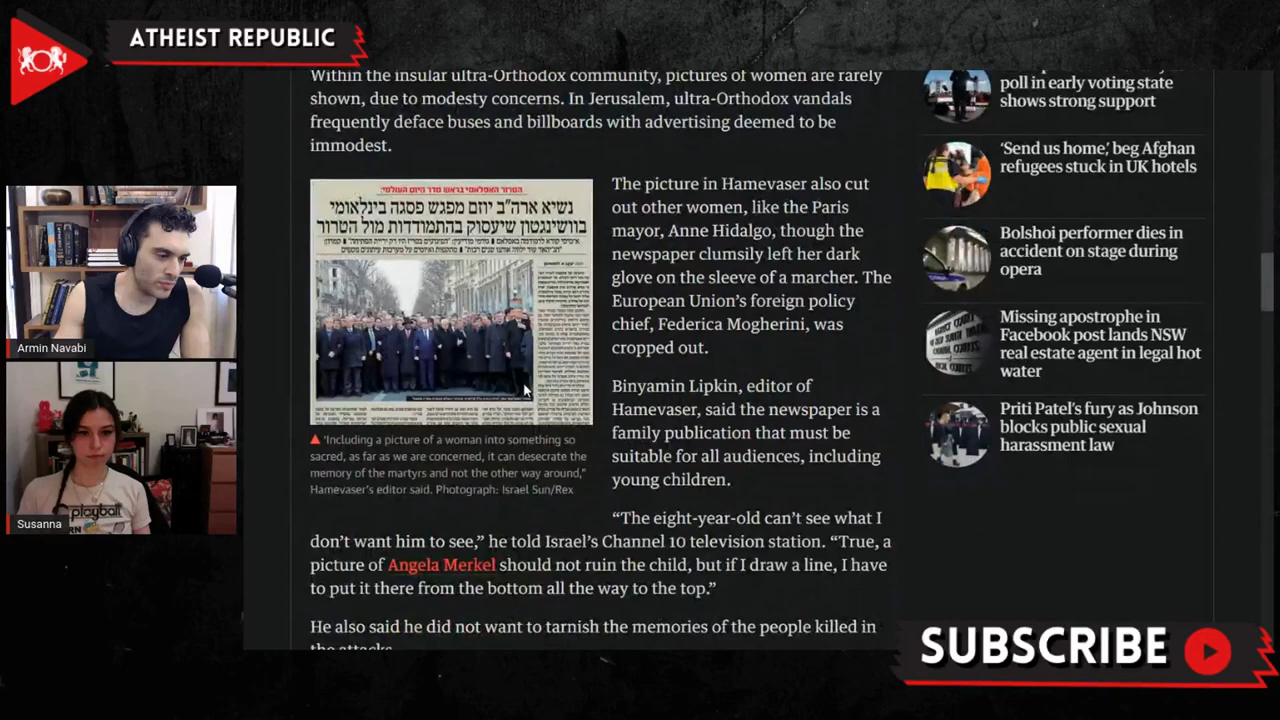 ATHEIST REPUBLIC
Within the insular ultra-Orthodox community, pictures of women are rarely
shown, due to modesty concerns. In Jerusalem, ultra-Orthodox vandals
frequently deface buses and billboards with advertising deemed to be
immodest.
נשיא ארה"ב יוזם מפגש פסגה בינלאומי
בוושינגטון שיעסוק בהתמודדות מול הטרור
The picture in Hamevaser also cut
out other women, like the Paris
mayor, Anne Hidalgo, though the
newspaper clumsily left her dark
glove on the sleeve of a marcher. The
European Union’s foreign policy
chief, Federica Mogherini, was
cropped out.
Binyamin Lipkin, editor of
Hamevaser, said the newspaper is a
family publication that must be
suitable for all audiences, including
young children.
‘Including a picture of a woman into something so
sacred, as far as we are concerned, it can desecrate the
memory of the martyrs and not the other way around,”
Hamevaser’s editor said. Photograph: Israel Sun/Rex
“The eight-year-old can’t see what I
don’t want him to see,” he told Israel’s Channel 10 television station. “True, a
picture of Angela Merkel should not ruin the child, but if I draw a line, I have
to put it there from the bottom all the way to the top.”
He also said he did not want to tarnish the memories of the people killed in
the attacks.
poll in early voting state
shows strong support
‘Send us home,’ beg Afghan
refugees stuck in UK hotels
Bolshoi performer dies in
accident on stage during
opera
Missing apostrophe in
Facebook post lands NSW
real estate agent in legal hot
water
Priti Patel’s fury as Johnson
blocks public sexual
harassment law
Armin Navabi
playball
Susanna
SUBSCRIBE